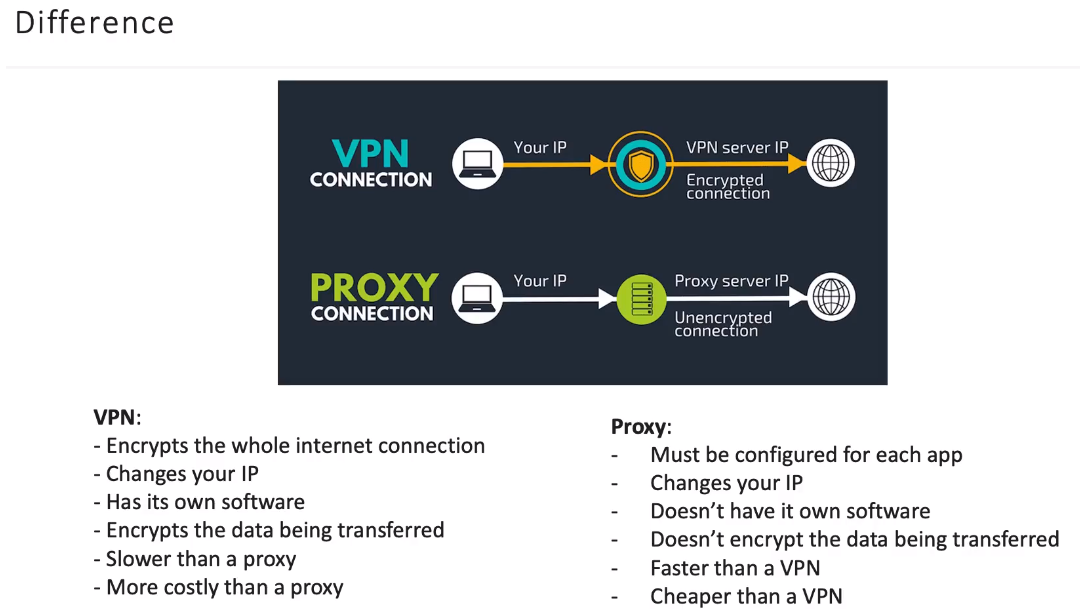 Difference
VPN
CONNECTION
Your IP
VPN server IP
Encrypted
connection
PROXY
CONNECTION
Your IP
Proxy server IP
Unencrypted
connection
VPN:
- Encrypts the whole internet connection
- Changes your IP
- Has its own software
- Encrypts the data being transferred
- Slower than a proxy
- More costly than a proxy
Proxy:
- Must be configured for each app
- Changes your IP
- Doesn’t have it own software
- Doesn’t encrypt the data being transferred
- Faster than a VPN
- Cheaper than a VPN